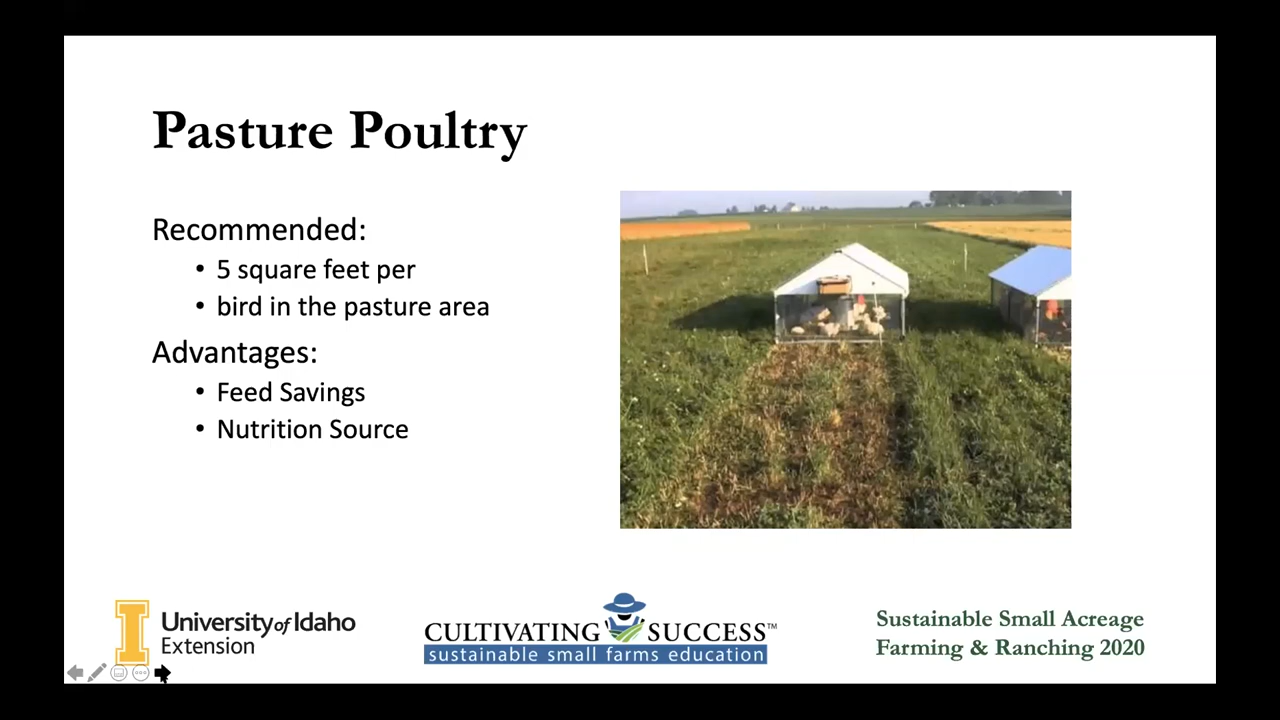 Pasture Poultry
Recommended:
• 5 square feet per
• bird in the pasture area
Advantages:
• Feed Savings
• Nutrition Source
I
University of Idaho
Extension
CULTIVATING SUCCESS™
sustainable small farms education
Sustainable Small Acreage
Farming & Ranching 2020